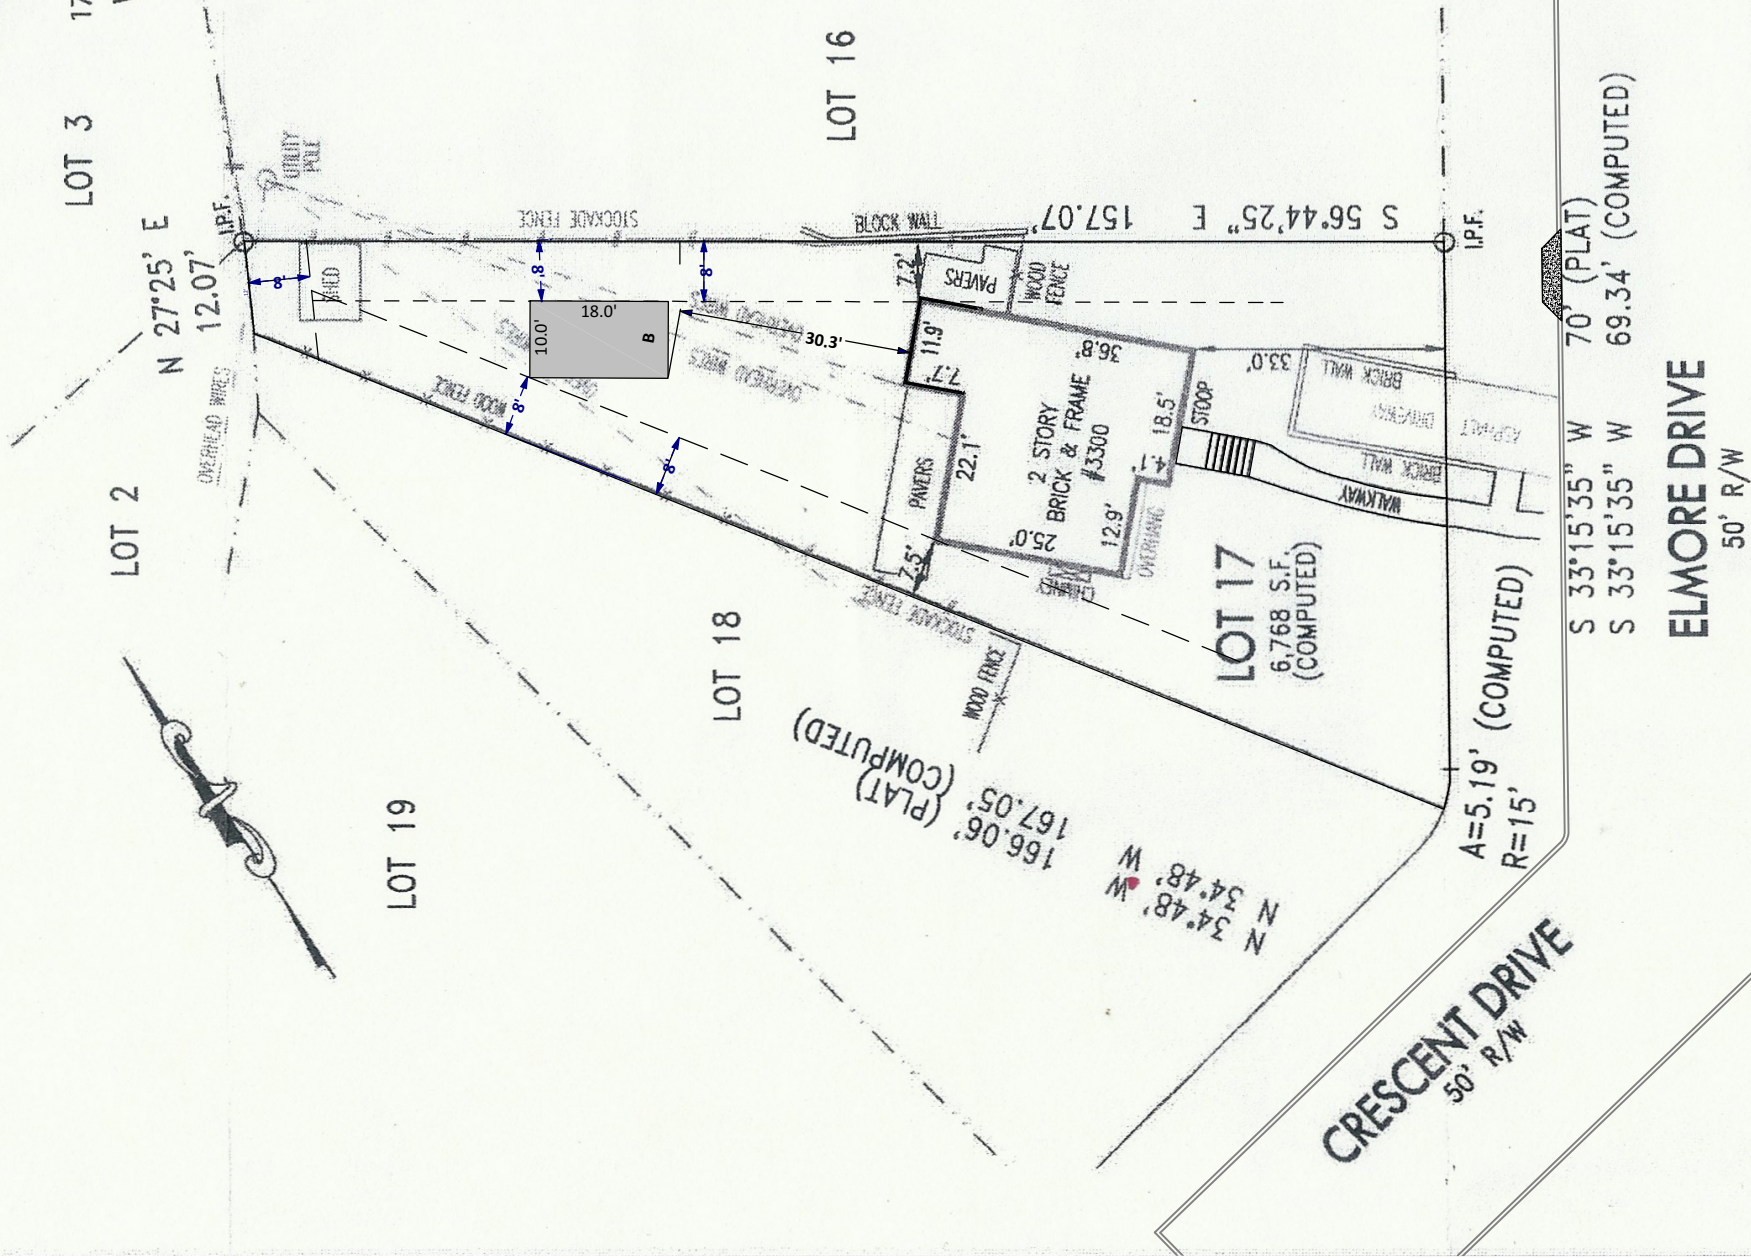 LOT 3
17
LOT 16
N 27°25' E
12.07'
I.P.F.
UTILITY
POLE
8'
SHED
STOCKADE FENCE
8'
8'
BLOCK WALL
S 56°44'25" E 157.07'
I.P.F.
70' (PLAT)
69.34' (COMPUTED)
S 33°15'35" W
S 33°15'35" W
ELMORE DRIVE
50' R/W
18.0'
10.0'
B
30.3'
OVERHEAD WIRES
OVERHEAD WIRES
WOOD FENCE
8'
8'
7.2'
PAVERS
WOOD
FENCE
11.9'
7.7'
36.8'
33.0'
BRICK WALL
ASPHALT
DRIVEWAY
BRICK WALL
WALKWAY
STOOP
18.5'
4.1'
12.9'
OVERHANG
2 STORY
BRICK & FRAME
#3300
22.1'
PAVERS
25.0'
7.5'
CHIMNEY
STOCKADE FENCE
WOOD FENCE
LOT 2
OVERHEAD WIRES
LOT 18
LOT 17
6,768 S.F.
(COMPUTED)
A=5.19' (COMPUTED)
R=15'
166.06' (PLAT)
167.05' (COMPUTED)
N 34°48' W
N 34°48' W
LOT 19
CRESCENT DRIVE
50' R/W